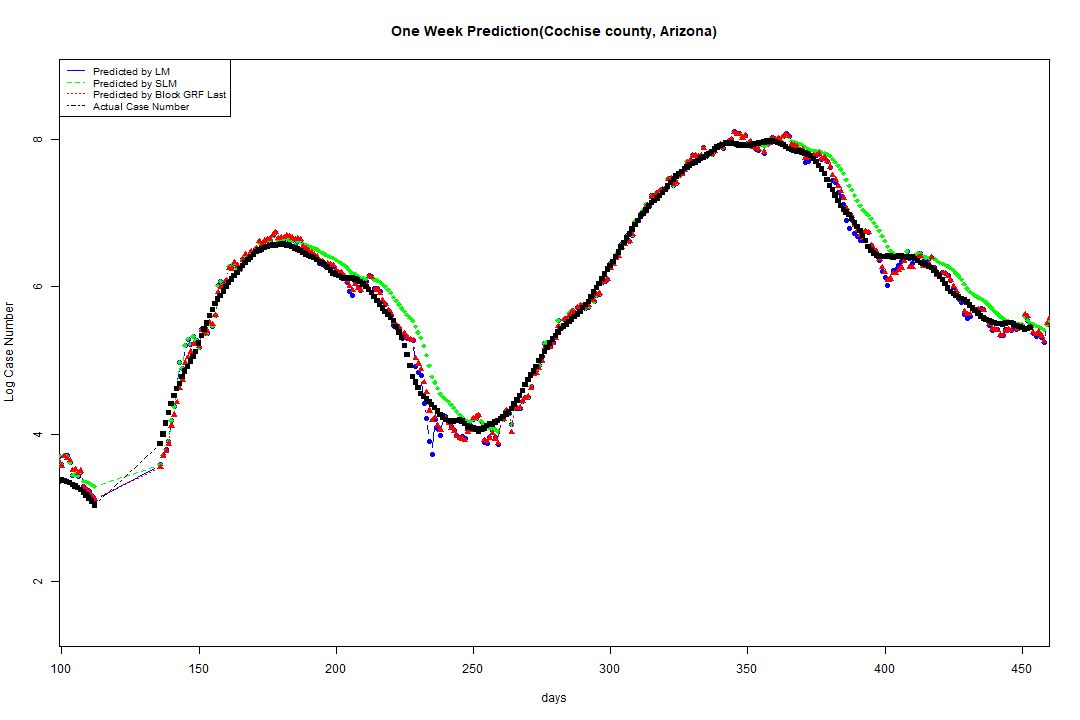 One Week Prediction(Cochise county, Arizona)
Predicted by LM
Predicted by SLM
Predicted by Block GRF Last
Actual Case Number
8
6
4
2
Log Case Number
100 150 200 250 300 350 400 450
days